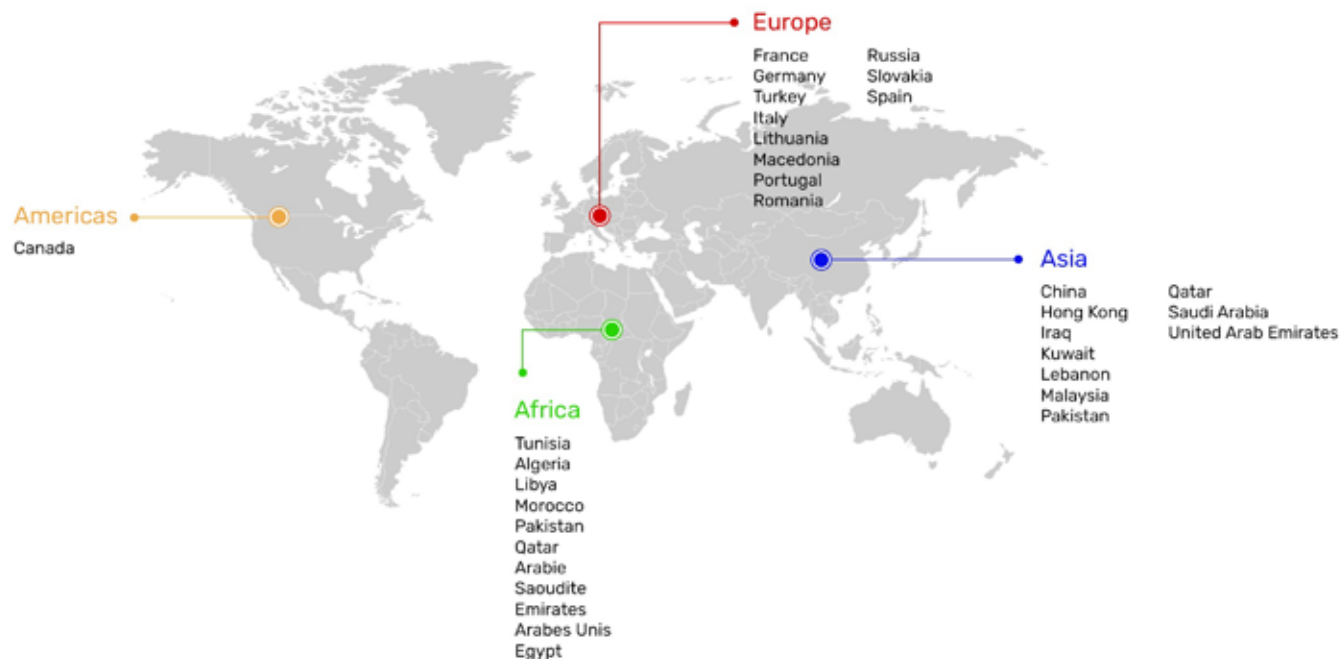 Europe
France
Germany
Turkey
Italy
Lithuania
Macedonia
Portugal
Romania
Russia
Slovakia
Spain
Americas
Canada
Asia
China
Hong Kong
Iraq
Kuwait
Lebanon
Malaysia
Pakistan
Qatar
Saudi Arabia
United Arab Emirates
Africa
Tunisia
Algeria
Libya
Morocco
Pakistan
Qatar
Arabie
Saoudite
Emirates
Arabes Unis
Egypt